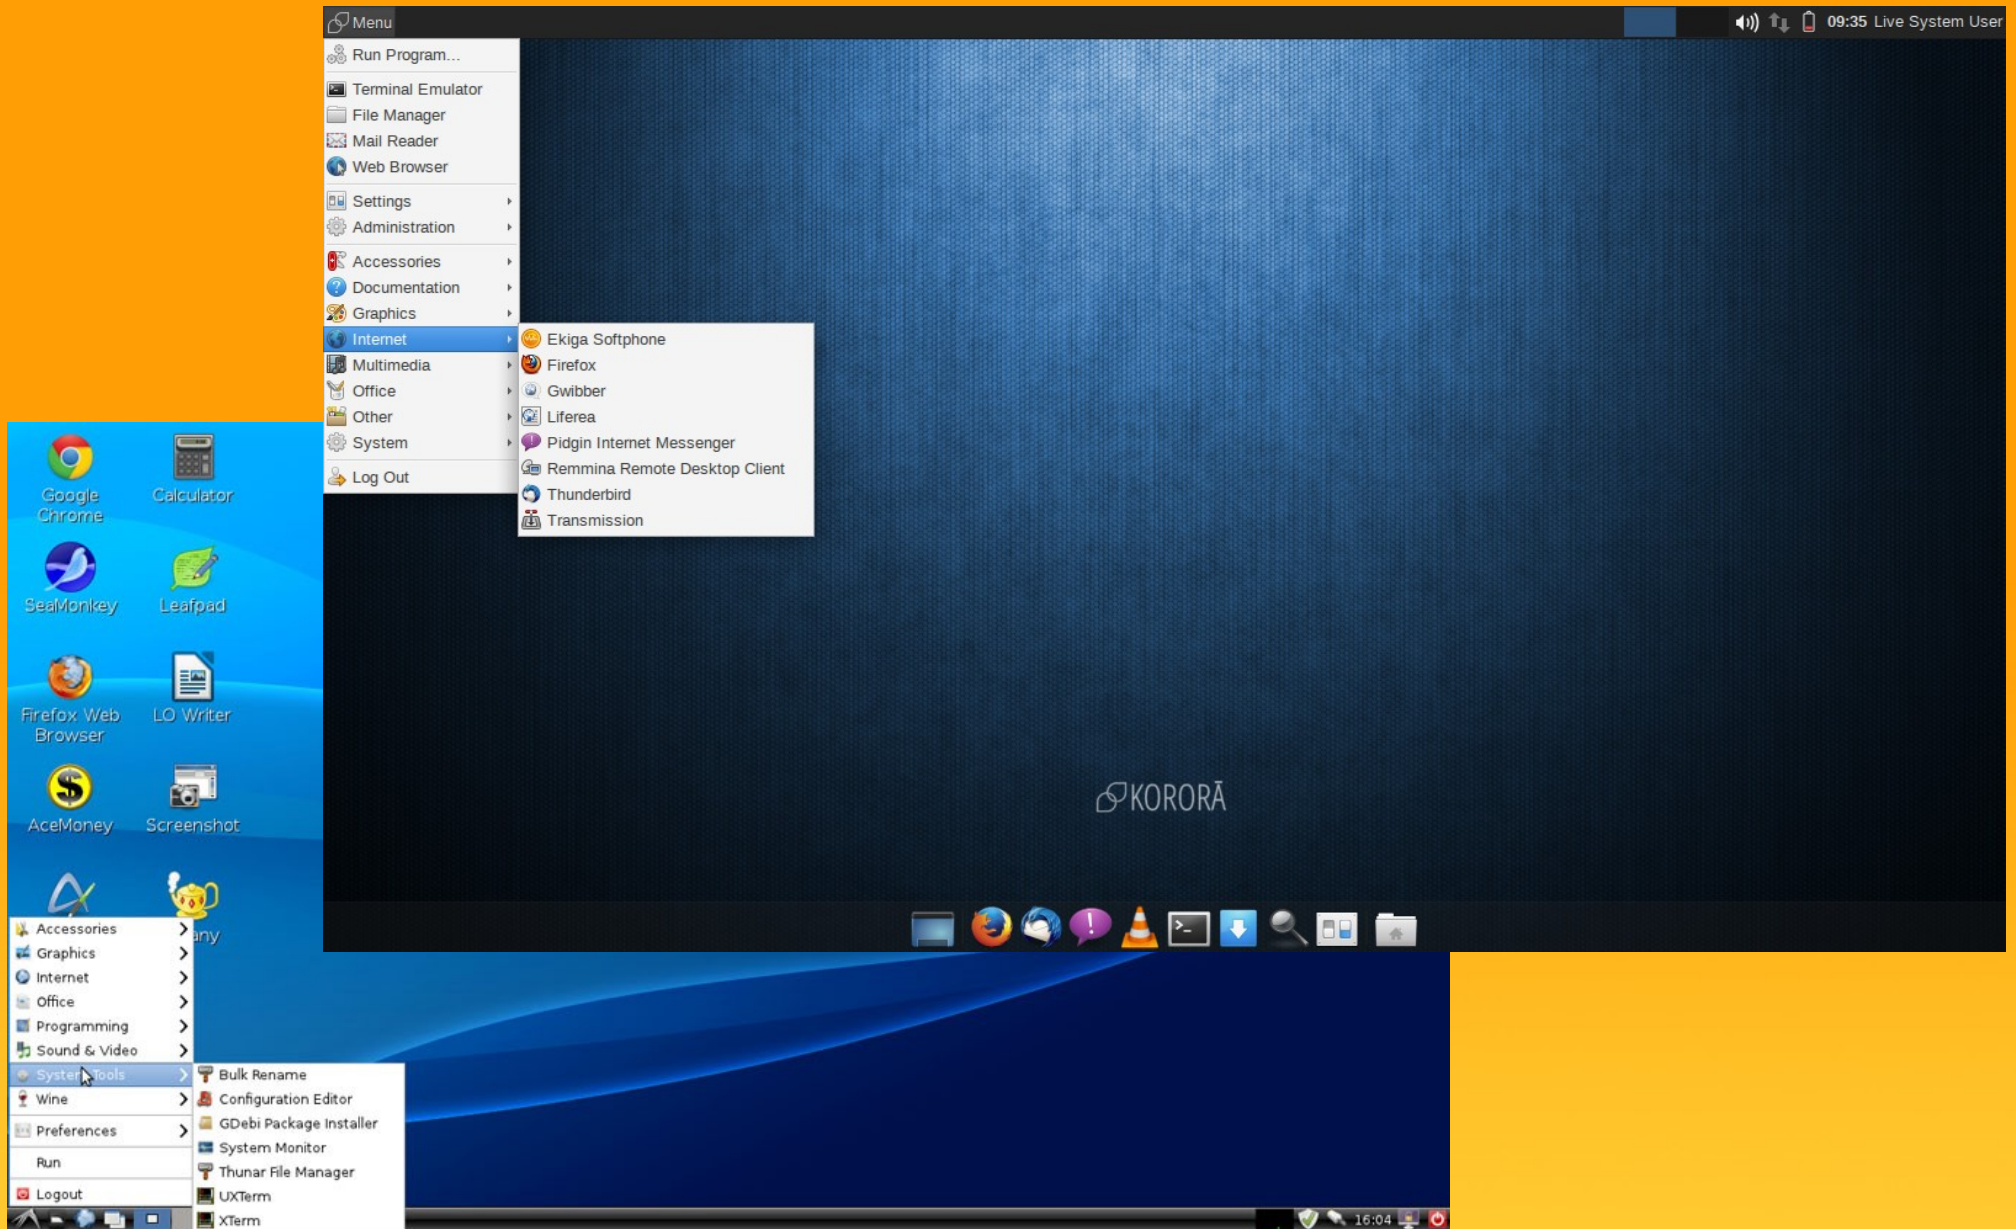 Menu
09:35 Live System User
Run Program...
Terminal Emulator
File Manager
Mail Reader
Web Browser
Settings
Administration
Accessories
Documentation
Graphics
Internet
Multimedia
Office
Other
System
Log Out
Ekiga Softphone
Firefox
Gwibber
Liferea
Pidgin Internet Messenger
Remmina Remote Desktop Client
Thunderbird
Transmission
KORORĀ
Google
Chrome
Calculator
SeaMonkey
Leafpad
Firefox Web
Browser
LO Writer
AceMoney
Screenshot
any
Accessories
Graphics
Internet
Office
Programming
Sound & Video
System Tools
Wine
Preferences
Run
Logout
Bulk Rename
Configuration Editor
GDebi Package Installer
System Monitor
Thunar File Manager
UXTerm
XTerm
16:04